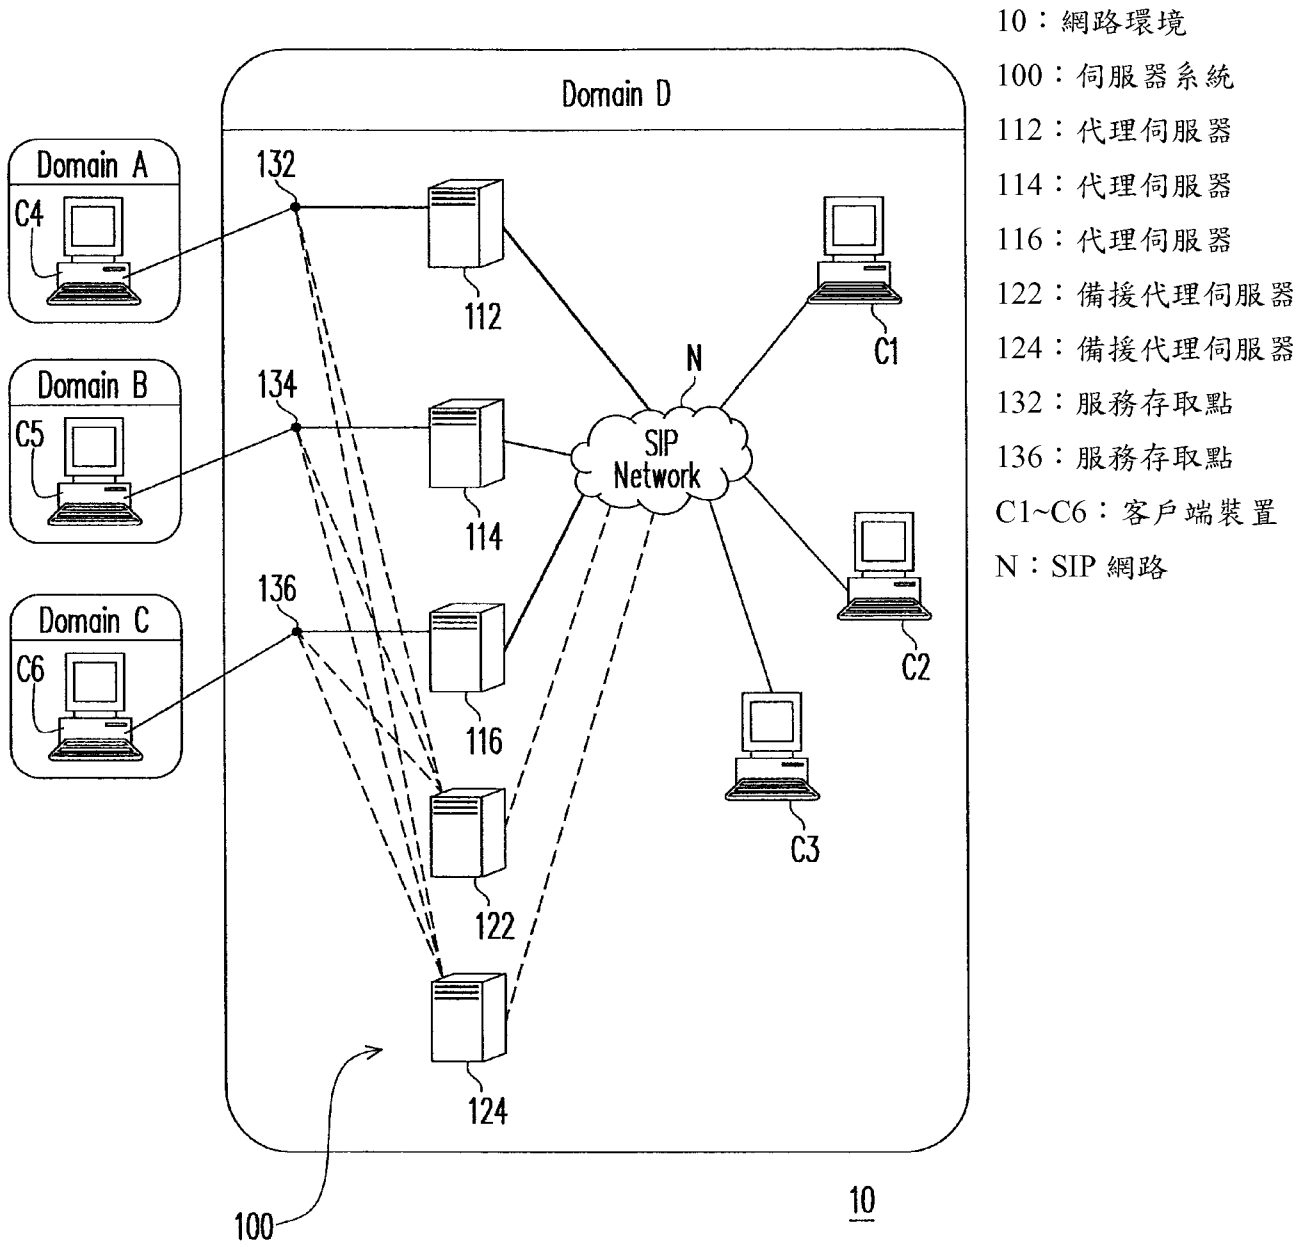 Domain D
Domain A
C4
Domain B
C5
Domain C
C6
132
134
136
112
114
116
122
124
N
SIP
Network
C1
C2
C3
100
10
10：網路環境
100：伺服器系統
112：代理伺服器
114：代理伺服器
116：代理伺服器
122：備援代理伺服器
124：備援代理伺服器
132：服務存取點
136：服務存取點
C1~C6：客戶端裝置
N：SIP 網路